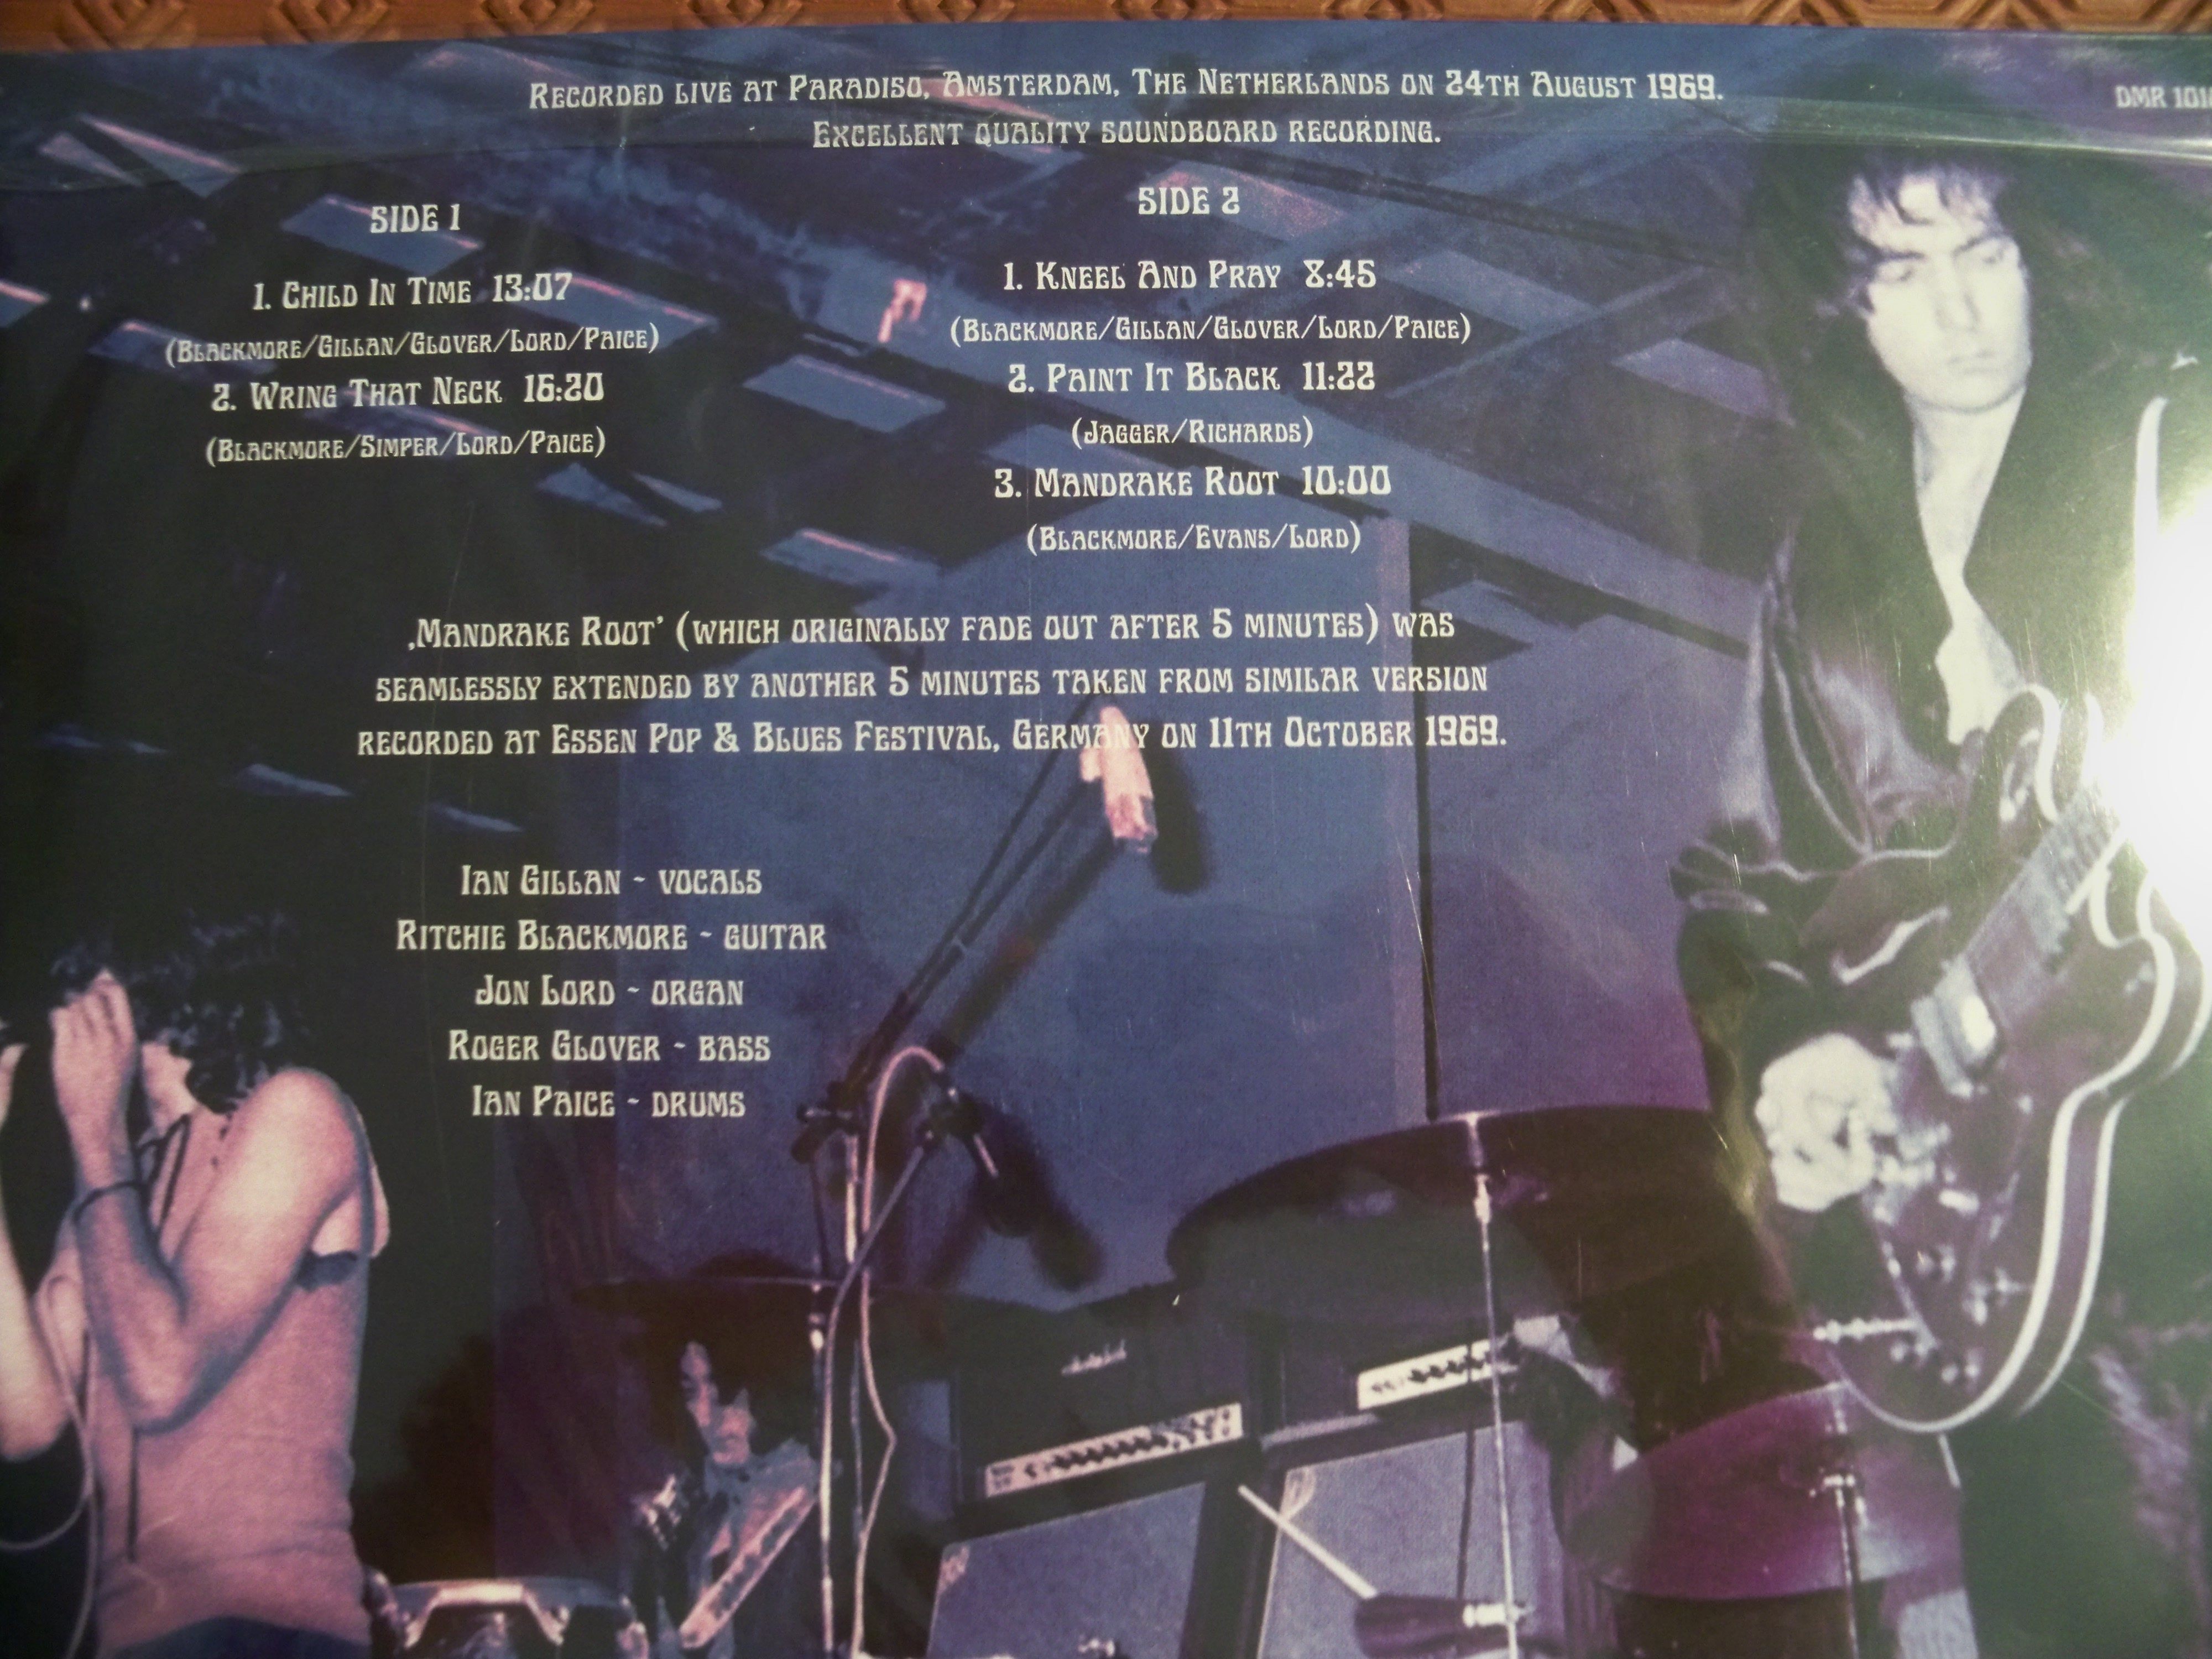 Recorded live at Paradiso, Amsterdam, The Netherlands on 24th August 1969.
DMR 101
Excellent quality soundboard recording.
SIDE 1
1. Child In Time 13:07
(Blackmore/Gillan/Glover/Lord/Paice)
2. Wring That Neck 16:20
(Blackmore/Simper/Lord/Paice)
SIDE 2
1. Kneel And Pray 8:45
(Blackmore/Gillan/Glover/Lord/Paice)
2. Paint It Black 11:22
(Jagger/Richards)
3. Mandrake Root 10:00
(Blackmore/Evans/Lord)
‚Mandrake Root’ (which originally fade out after 5 minutes) was
seamlessly extended by another 5 minutes taken from similar version
recorded at Essen Pop & Blues Festival, Germany on 11th October 1969.
Ian Gillan - vocals
Ritchie Blackmore - guitar
Jon Lord - organ
Roger Glover - bass
Ian Paice - drums
Marshall